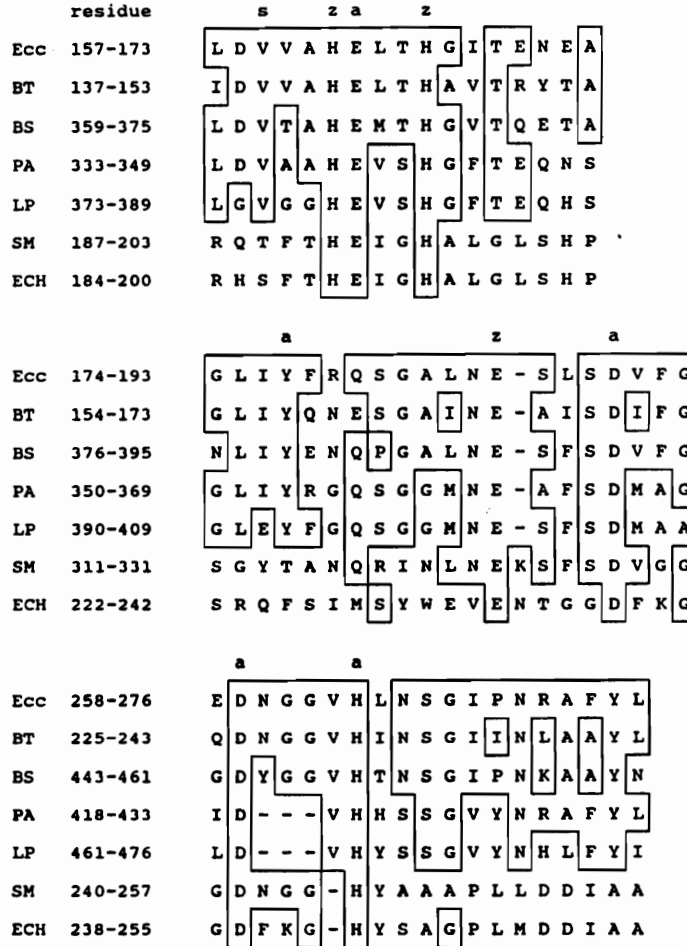 residue s z a z
Ecc 157-173 L D V V A H E L T H G I T E N E A
BT 137-153 I D V V A H E L T H A V T R Y T A
BS 359-375 L D V T A H E M T H G V T Q E T A
PA 333-349 L D V A A H E V S H G F T E Q N S
LP 373-389 L G V G G H E V S H G F T E Q H S
SM 187-203 R Q T F T H E I G H A L G L S H P
ECH 184-200 R H S F T H E I G H A L G L S H P
a z a
Ecc 174-193 G L I Y F R Q S G A L N E - S L S D V F G
BT 154-173 G L I Y Q N E S G A I N E - A I S D I F G
BS 376-395 N L I Y E N Q P G A L N E - S F S D V F G
PA 350-369 G L I Y R G Q S G G M N E - A F S D M A G
LP 390-409 G L E Y F G Q S G G M N E - S F S D M A A
SM 311-331 S G Y T A N Q R I N L N E K S F S D V G G
ECH 222-242 S R Q F S I M S Y W E V E N T G G D F K G
a a
Ecc 258-276 E D N G G V H L N S G I P N R A F Y L
BT 225-243 Q D N G G V H I N S G I I N L A A Y L
BS 443-461 G D Y G G V H T N S G I P N K A A Y N
PA 418-433 I D - - - V H H S S G V Y N R A F Y L
LP 461-476 L D - - - V H Y S S G V Y N H L F Y I
SM 240-257 G D N G G - H Y A A A P L L D D I A A
ECH 238-255 G D F K G - H Y S A G P L M D D I A A